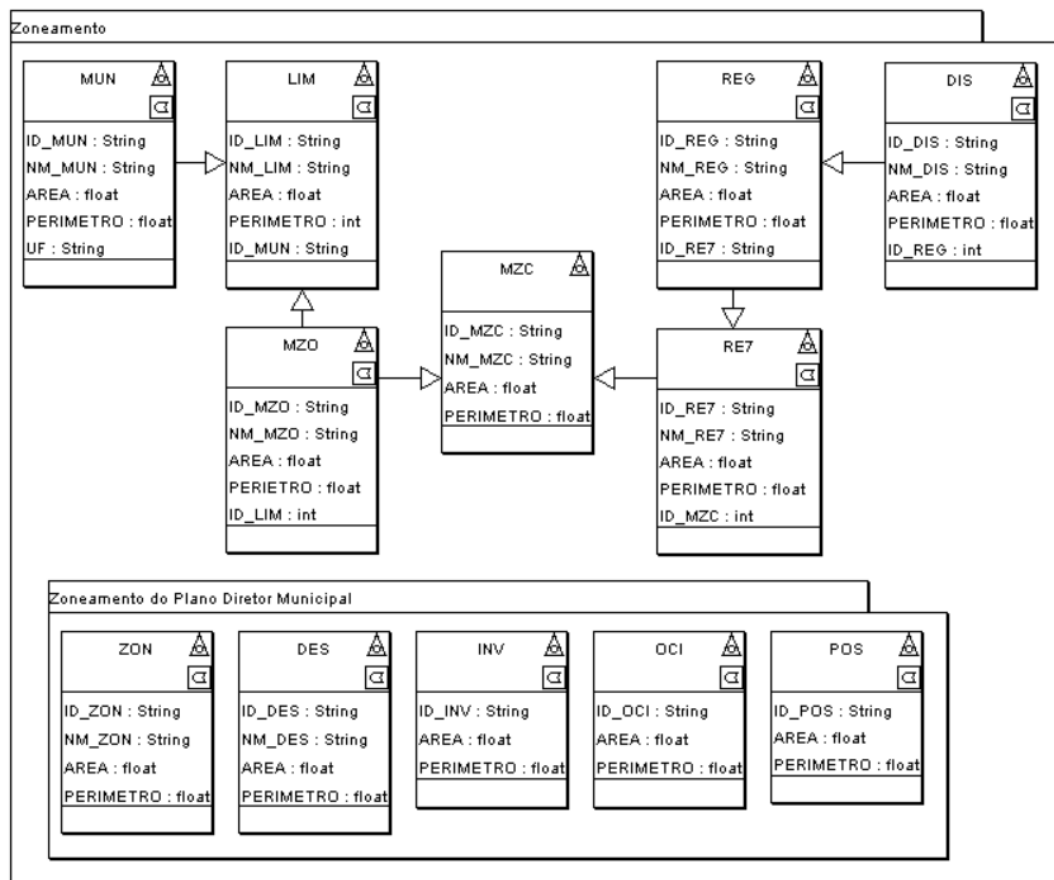 Zoneamento
MUN
ID_MUN : String
NM_MUN : String
AREA : float
PERIMETRO : float
UF : String
LIM
ID_LIM : String
NM_LIM : String
AREA : float
PERIMETRO : int
ID_MUN : String
REG
ID_REG : String
NM_REG : String
AREA : float
PERIMETRO : float
ID_RE7 : String
DIS
ID_DIS : String
NM_DIS : String
AREA : float
PERIMETRO : float
ID_REG : int
MZC
ID_MZC : String
NM_MZC : String
AREA : float
PERIMETRO : float
MZO
ID_MZO : String
NM_MZO : String
AREA : float
PERIETRO : float
ID_LIM : int
RE7
ID_RE7 : String
NM_RE7 : String
AREA : float
PERIMETRO : float
ID_MZC : int
Zoneamento do Plano Diretor Municipal
ZON
ID_ZON : String
NM_ZON : String
AREA : float
PERIMETRO : float
DES
ID_DES : String
NM_DES : String
AREA : float
PERIMETRO : float
INV
ID_INV : String
AREA : float
PERIMETRO : float
OCI
ID_OCI : String
AREA : float
PERIMETRO : float
POS
ID_POS : String
AREA : float
PERIMETRO : float